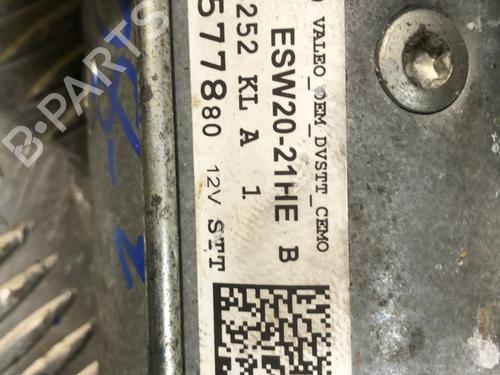 VALEO_OEM_DVSTT_CEMO
ESW20-21HE B
252 KL A 1
577880 12V STT
B-PARTS